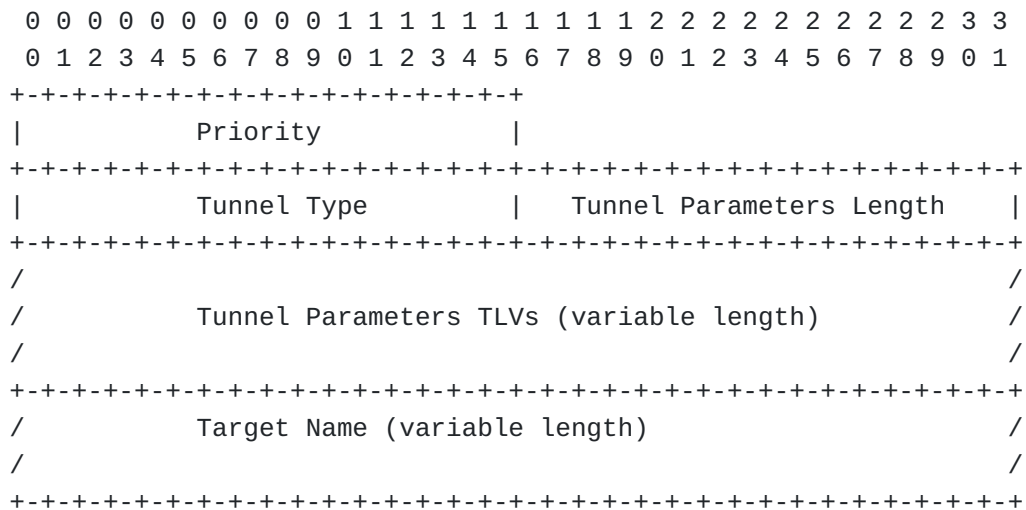 0 0 0 0 0 0 0 0 0 0 1 1 1 1 1 1 1 1 1 1 2 2 2 2 2 2 2 2 2 2 3 3
 0 1 2 3 4 5 6 7 8 9 0 1 2 3 4 5 6 7 8 9 0 1 2 3 4 5 6 7 8 9 0 1
+-+-+-+-+-+-+-+-+-+-+-+-+-+-+-+-+
|           Priority            |
+-+-+-+-+-+-+-+-+-+-+-+-+-+-+-+-+-+-+-+-+-+-+-+-+-+-+-+-+-+-+-+-+
|           Tunnel Type         |   Tunnel Parameters Length    |
+-+-+-+-+-+-+-+-+-+-+-+-+-+-+-+-+-+-+-+-+-+-+-+-+-+-+-+-+-+-+-+-+
/                                                               /
/           Tunnel Parameters TLVs (variable length)            /
/                                                               /
+-+-+-+-+-+-+-+-+-+-+-+-+-+-+-+-+-+-+-+-+-+-+-+-+-+-+-+-+-+-+-+-+
/           Target Name (variable length)                       /
/                                                               /
+-+-+-+-+-+-+-+-+-+-+-+-+-+-+-+-+-+-+-+-+-+-+-+-+-+-+-+-+-+-+-+-+